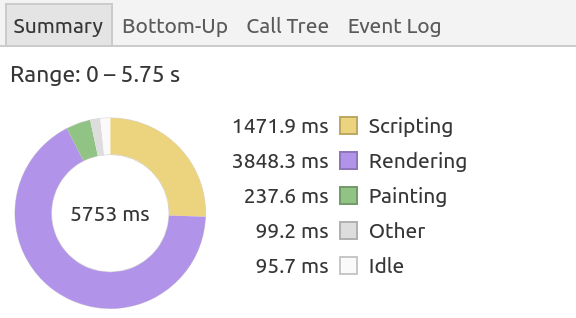 Summary Bottom-Up Call Tree Event Log
Range: 0 – 5.75 s
1471.9 ms Scripting
3848.3 ms Rendering
5753 ms
237.6 ms Painting
99.2 ms Other
95.7 ms Idle